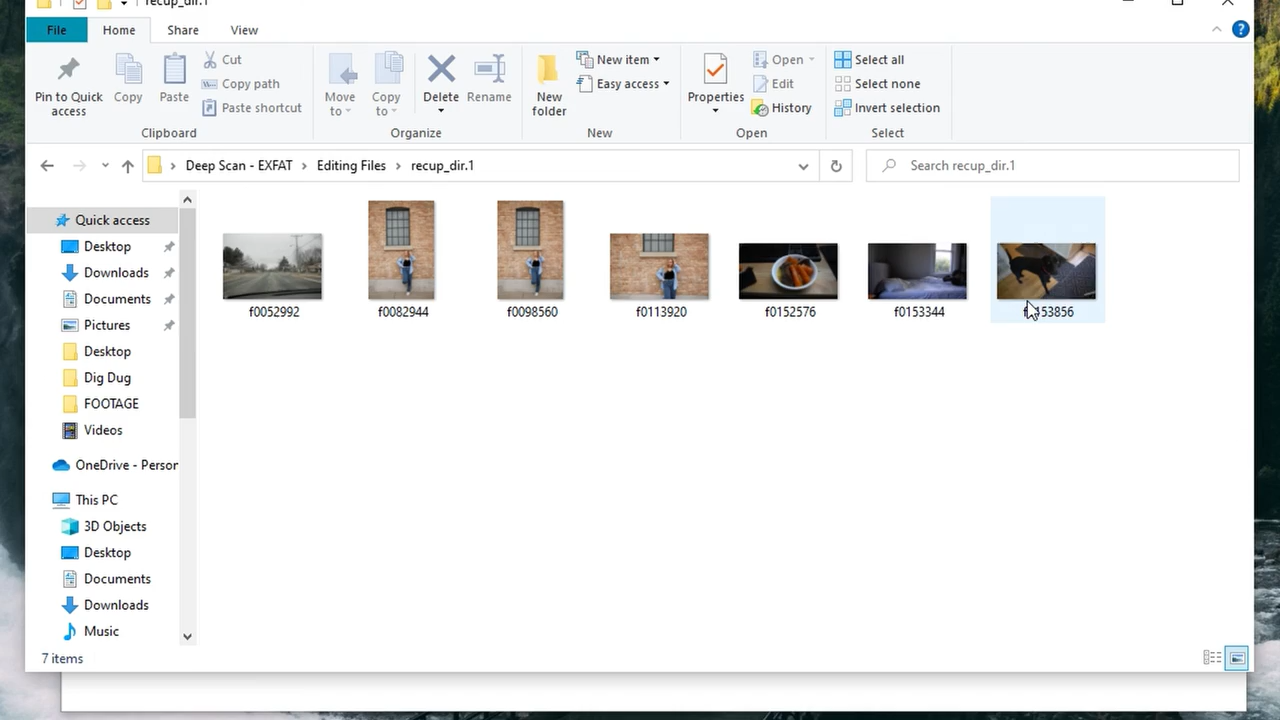 recup_dir.1
File Home Share View
Pin to Quick access
Copy
Paste
Cut
Copy path
Paste shortcut
Clipboard
Move to
Copy to
Delete
Rename
Organize
New folder
New item
Easy access
New
Properties
Open
Edit
History
Open
Select all
Select none
Invert selection
Select
Deep Scan - EXFAT Editing Files recup_dir.1
Search recup_dir.1
Quick access
Desktop
Downloads
Documents
Pictures
Desktop
Dig Dug
FOOTAGE
Videos
OneDrive - Person
This PC
3D Objects
Desktop
Documents
Downloads
Music
f0052992 f0082944 f0098560 f0113920 f0152576 f0153344 f0153856
7 items